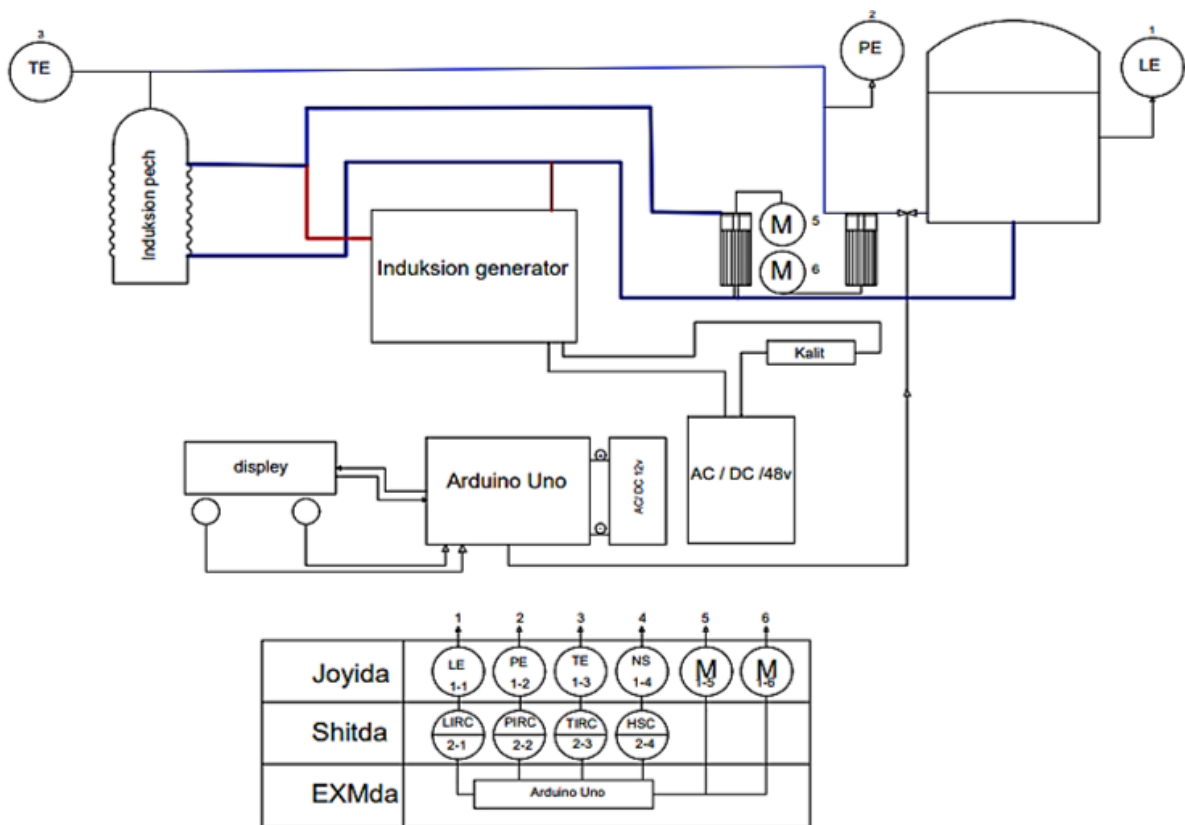 3
TE
2
PE
1
LE
Induksion pech
M
5
M
6
Induksion generator
Kalit
displey
Arduino Uno
+
-
AC/ DC 12v
AC / DC /48v
1 2 3 4 5 6
Joyida
LE
1-1
PE
1-2
TE
1-3
NS
1-4
M
1-5
M
1-6
Shitda
LIRC
2-1
PIRC
2-2
TIRC
2-3
HSC
2-4
EXMda
Arduino Uno